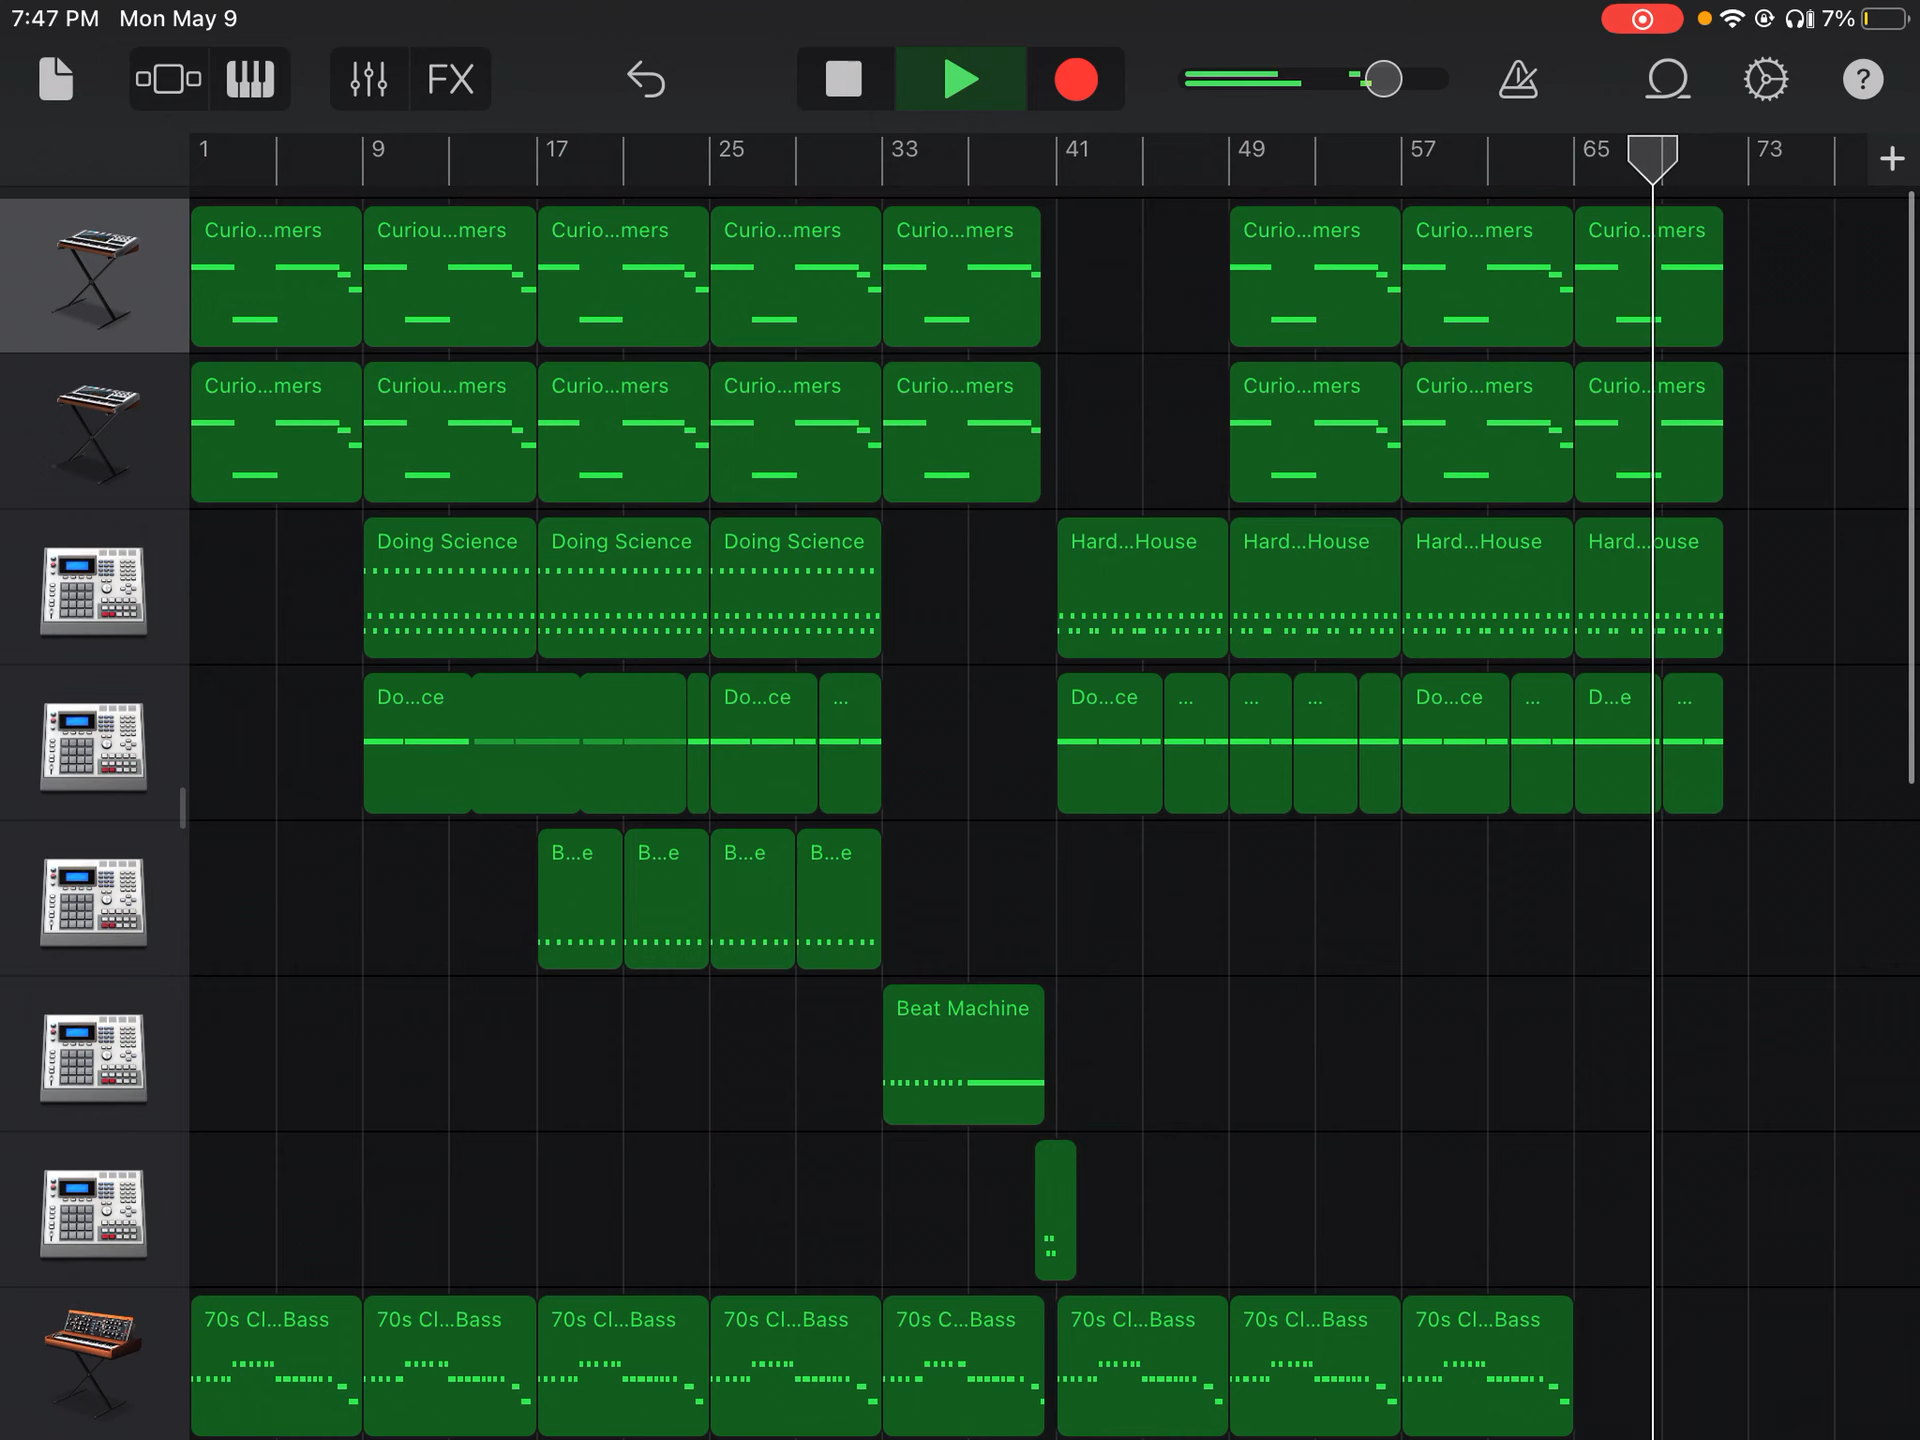 7:47 PM Mon May 9 7%
FX ?
1 9 17 25 33 41 49 57 65 73 +
Curio...mers Curiou...mers Curio...mers Curio...mers Curio...mers Curio...mers Curio...mers Curio...mers
Curio...mers Curiou...mers Curio...mers Curio...mers Curio...mers Curio...mers Curio...mers Curio...mers
Doing Science Doing Science Doing Science Hard...House Hard...House Hard...House Hard...ouse
Do...ce Do...ce ... Do...ce ... ... ... Do...ce ... D...e ...
B...e B...e B...e B...e
Beat Machine
70s Cl...Bass 70s Cl...Bass 70s Cl...Bass 70s Cl...Bass 70s C...Bass 70s Cl...Bass 70s Cl...Bass 70s Cl...Bass